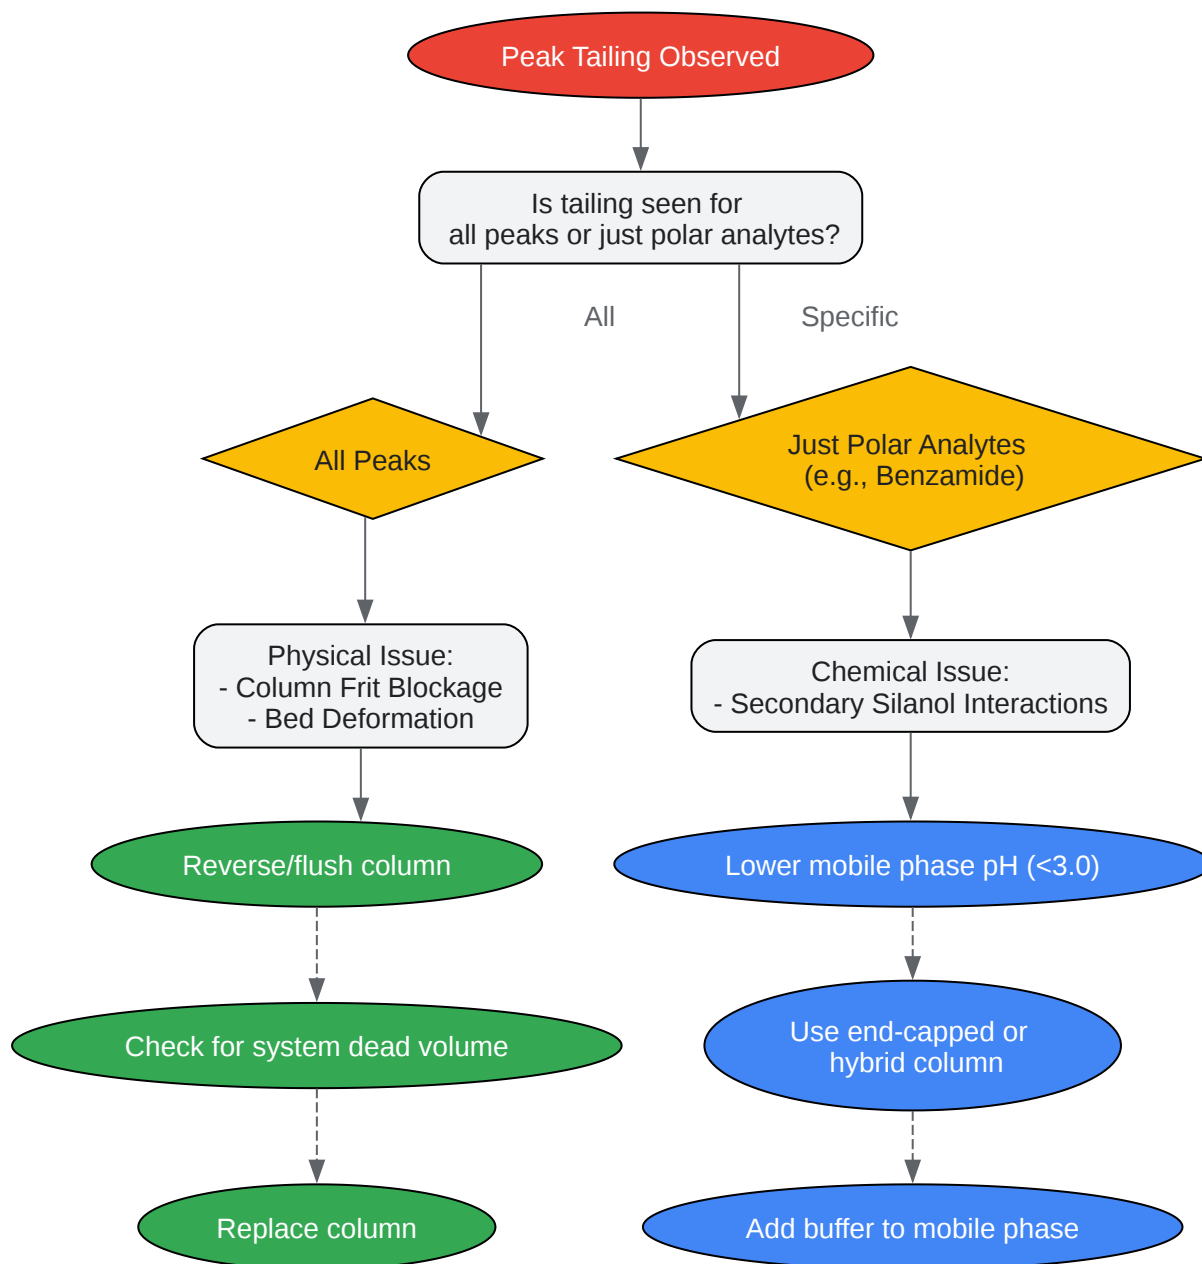 Peak Tailing Observed
Is tailing seen for
all peaks or just polar analytes?
All
Specific
All Peaks
Just Polar Analytes
(e.g., Benzamide)
Physical Issue:
- Column Frit Blockage
- Bed Deformation
Chemical Issue:
- Secondary Silanol Interactions
Reverse/flush column
Lower mobile phase pH (<3.0)
Check for system dead volume
Use end-capped or
hybrid column
Replace column
Add buffer to mobile phase